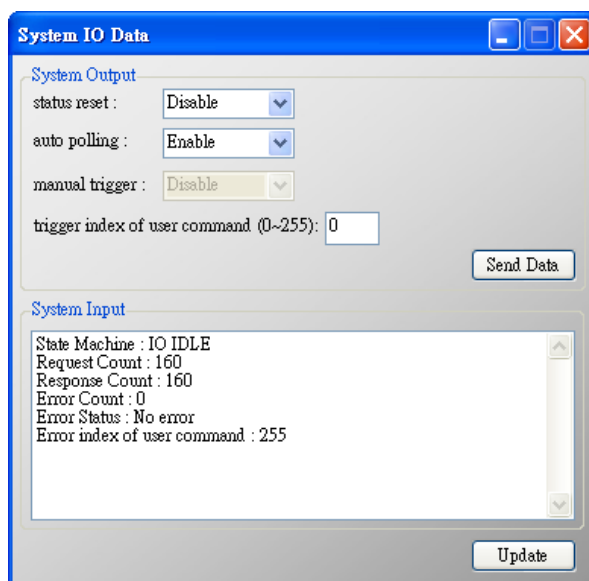 System IO Data
System Output
status reset : Disable
auto polling : Enable
manual trigger : Disable
trigger index of user command (0~255): 0
Send Data
System Input
State Machine : IO IDLE
Request Count : 160
Response Count : 160
Error Count : 0
Error Status : No error
Error index of user command : 255
Update